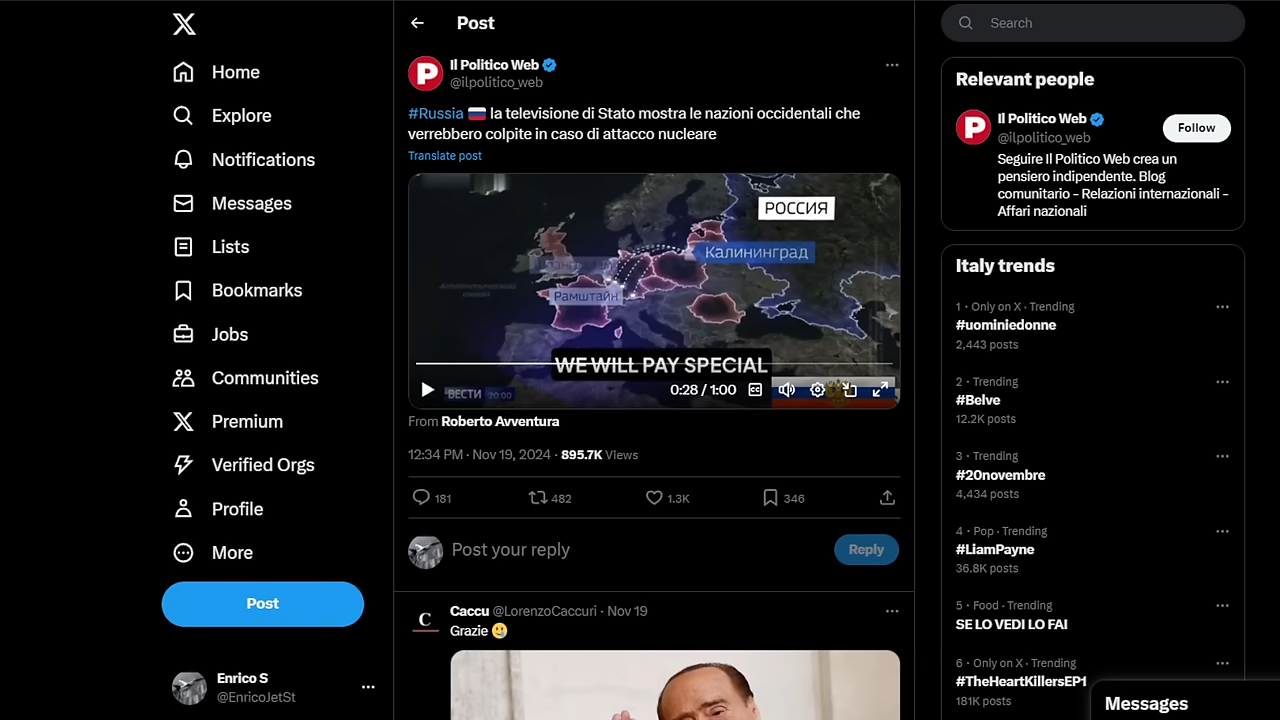 Home
Explore
Notifications
Messages
Lists
Bookmarks
Jobs
Communities
Premium
Verified Orgs
Profile
More
Post
Enrico S
@EnricoJetSt
Post
Il Politico Web
@ilpolitico_web
#Russia 🇷🇺 la televisione di Stato mostra le nazioni occidentali che
verrebbero colpite in caso di attacco nucleare
Translate post
РОССИЯ
Калининград
Рамштайн
WE WILL PAY SPECIAL
ВЕСТИ 20:00
0:28 / 1:00
CC
From Roberto Avventura
12:34 PM · Nov 19, 2024 · 895.7K Views
181
482
1.3K
346
Post your reply
Reply
C
Caccu @LorenzoCaccuri · Nov 19
Grazie 🥲
Search
Relevant people
Il Politico Web
@ilpolitico_web
Follow
Seguire Il Politico Web crea un
pensiero indipendente. Blog
comunitario - Relazioni internazionali -
Affari nazionali
Italy trends
1 · Only on X · Trending
#uominiedonne
2,443 posts
2 · Trending
#Belve
12.2K posts
3 · Trending
#20novembre
4,434 posts
4 · Pop · Trending
#LiamPayne
36.8K posts
5 · Food · Trending
SE LO VEDI LO FAI
6 · Only on X · Trending
#TheHeartKillersEP1
181K posts
Messages